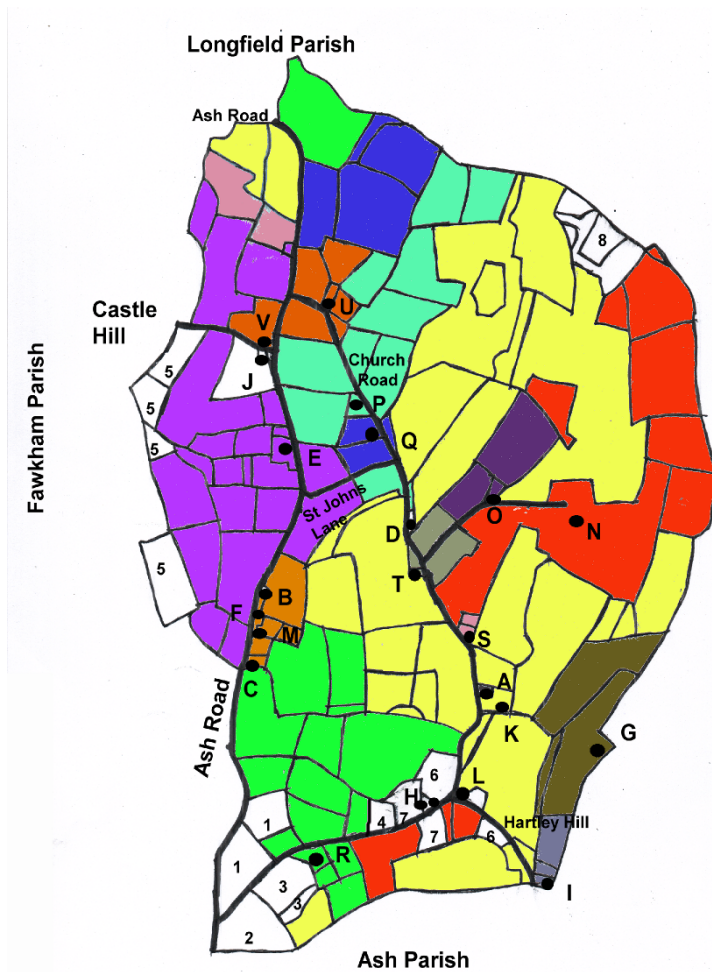 Longfield Parish
Ash Road
8
Castle
Hill
U
V
5
J
Church
Road
P
5
Q
Fawkham Parish
E
5
St Johns
Lane
O
N
D
5
T
B
F
M
S
C
A
K
Ash Road
G
6
L
H
7
4
1
Hartley Hill
7
6
1
R
3
3
I
2
Ash Parish